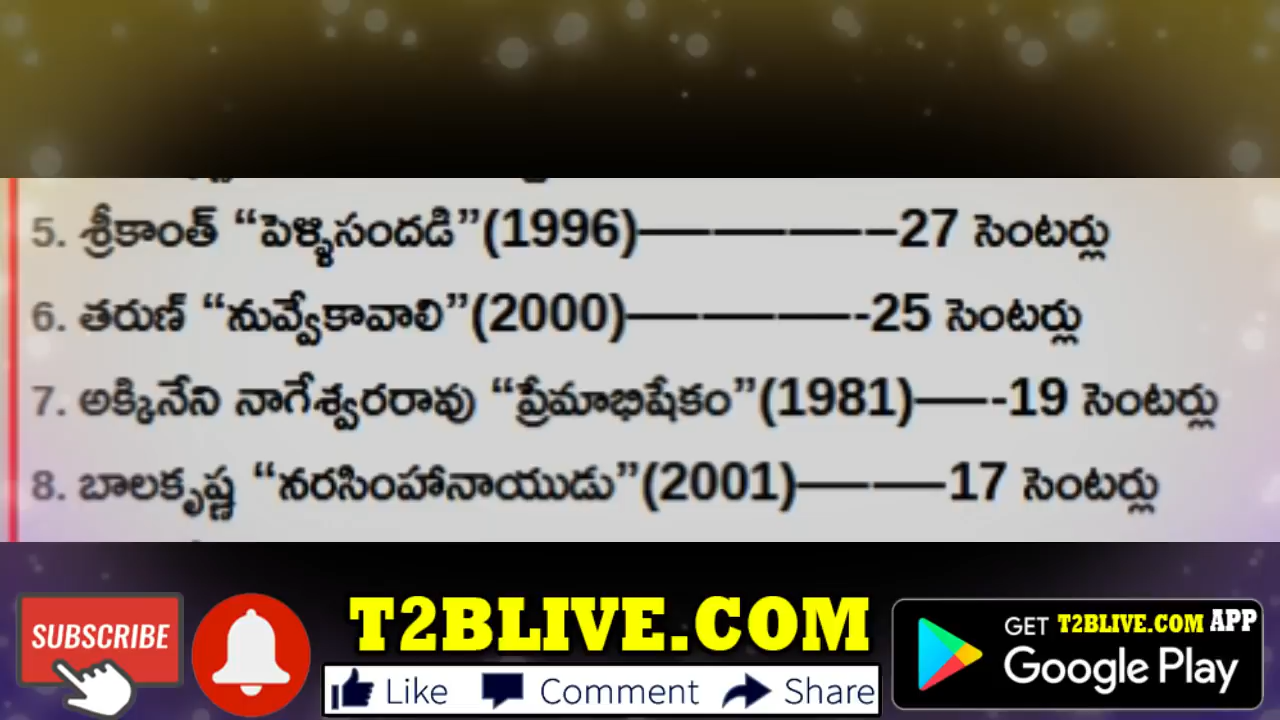 5. శ్రీకాంత్ “పెళ్ళిసందడి”(1996)—————–27 సెంటర్లు
6. తరుణ్ “నువ్వేకావాలి”(2000)——————-25 సెంటర్లు
7. అక్కినేని నాగేశ్వరరావు “ప్రేమాభిషేకం”(1981)——-19 సెంటర్లు
8. బాలకృష్ణ “నరసింహానాయుడు”(2001)————17 సెంటర్లు
SUBSCRIBE
T2BLIVE.COM
Like Comment Share
GET T2BLIVE.COM APP
Google Play